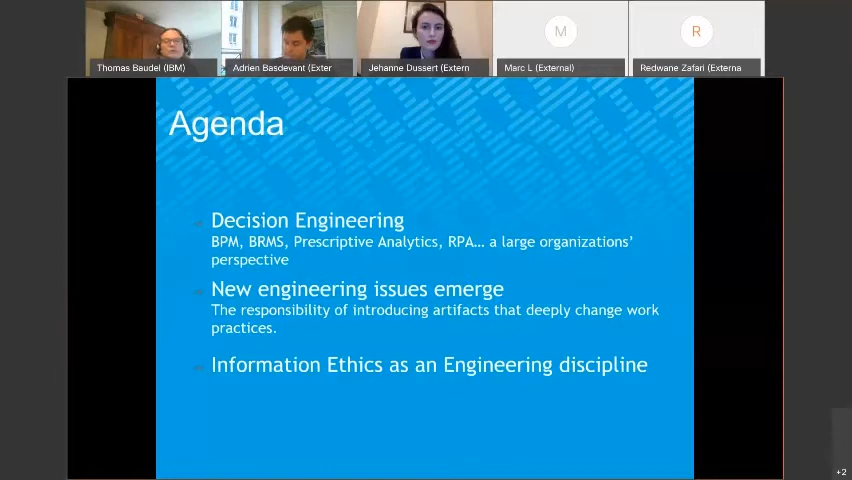 Thomas Baudel (IBM)
Adrien Basdevant (Exter
Jehanne Dussert (Extern
M
Marc L (External)
R
Redwane Zafari (Externa
Agenda
Decision Engineering
BPM, BRMS, Prescriptive Analytics, RPA… a large organizations’
perspective
New engineering issues emerge
The responsibility of introducing artifacts that deeply change work
practices.
Information Ethics as an Engineering discipline
+2